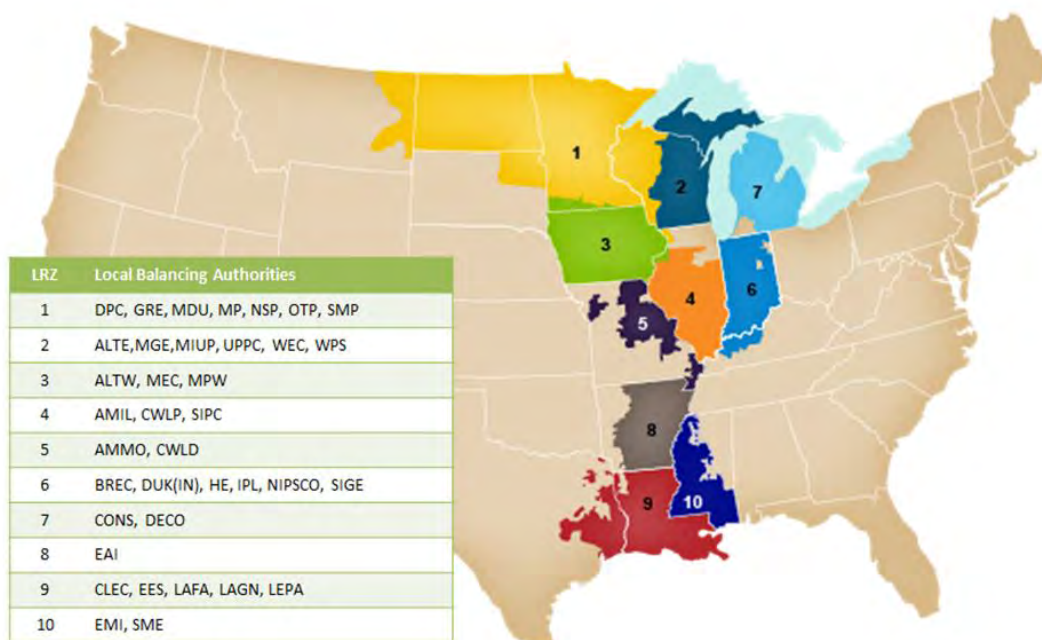 1
2
7
3
4
6
5
8
9
10
LRZ Local Balancing Authorities
1 DPC, GRE, MDU, MP, NSP, OTP, SMP
2 ALTE,MGE,MIUP, UPPC, WEC, WPS
3 ALTW, MEC, MPW
4 AMIL, CWLP, SIPC
5 AMMO, CWLD
6 BREC, DUK(IN), HE, IPL, NIPSCO, SIGE
7 CONS, DECO
8 EAI
9 CLEC, EES, LAFA, LAGN, LEPA
10 EMI, SME